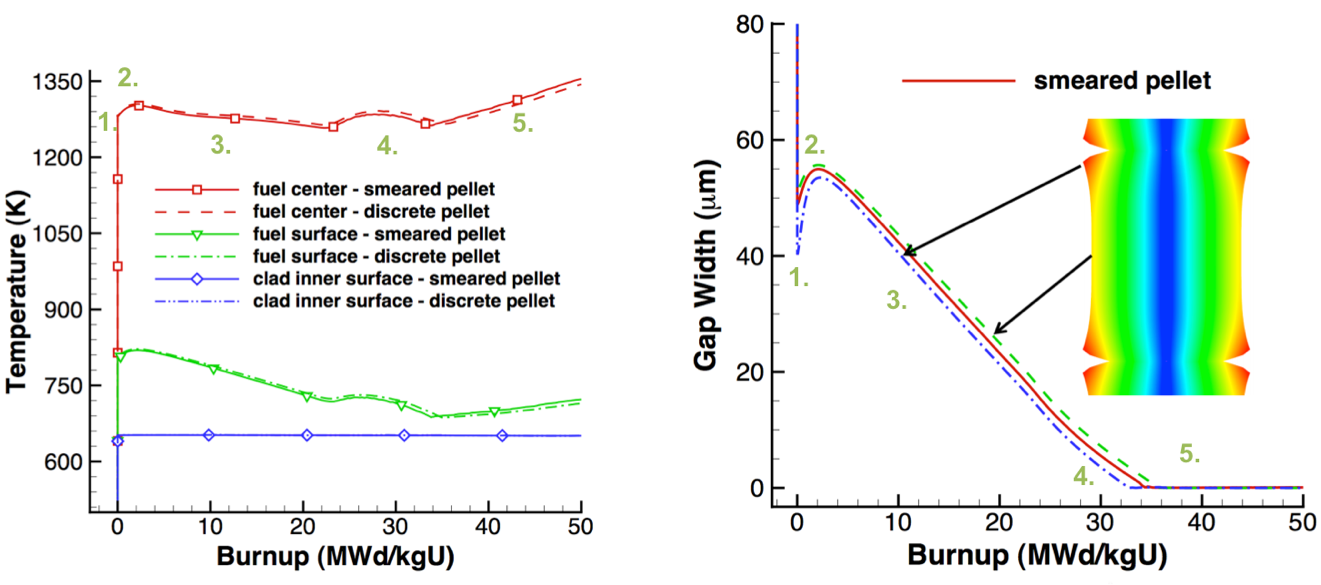 1350
1200
1050
900
750
600
Temperature (K)
1.
2.
3.
4.
5.
fuel center - smeared pellet
fuel center - discrete pellet
fuel surface - smeared pellet
fuel surface - discrete pellet
clad inner surface - smeared pellet
clad inner surface - discrete pellet
0 10 20 30 40 50
Burnup (MWd/kgU)
80
60
40
20
0
Gap Width (μm)
smeared pellet
1.
2.
3.
4.
5.
0 10 20 30 40 50
Burnup (MWd/kgU)